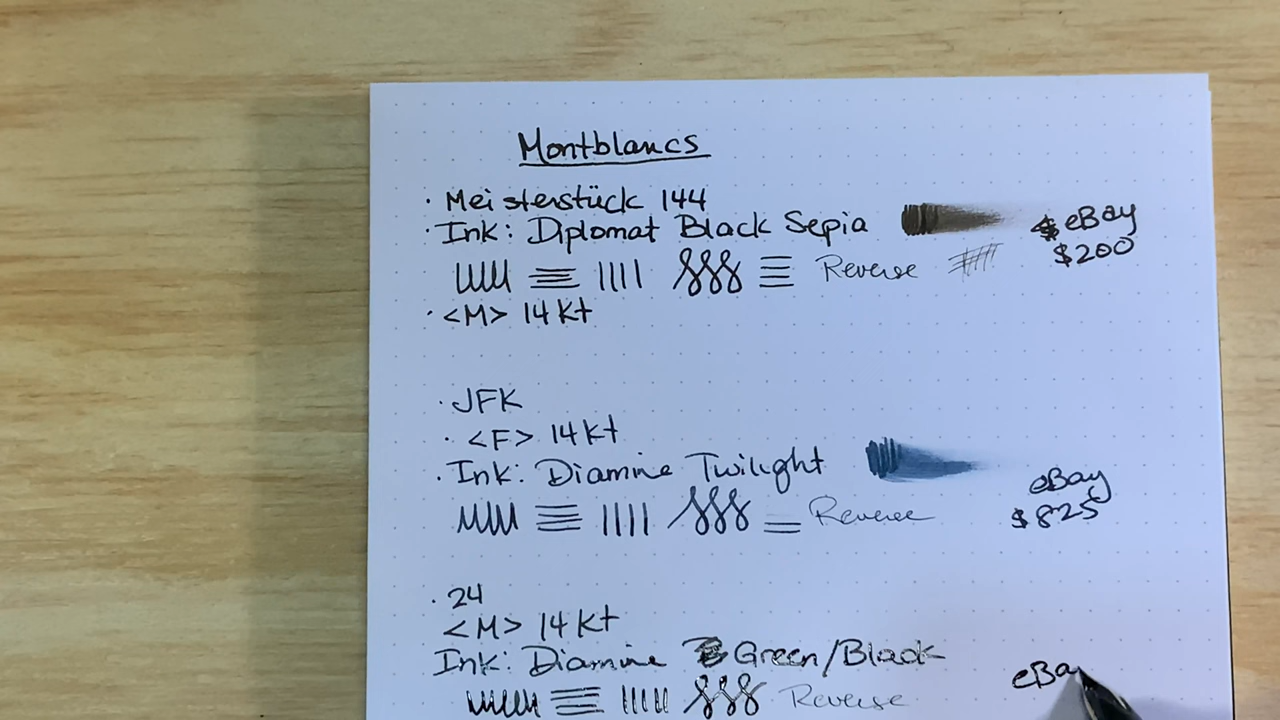 Montblancs
· Meisterstück 144
· Ink: Diplomat Black Sepia
eBay
$200
Reverse
· <M> 14 Kt
· JFK
· <F> 14 Kt
· Ink: Diamine Twilight
eBay
$825
Reverse
· 24
<M> 14 Kt
Ink: Diamine Green/Black
eBa
Reverse